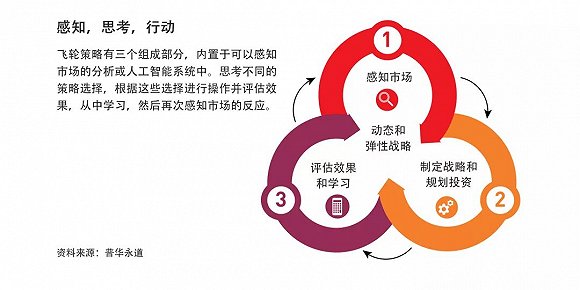 感知，思考，行动
飞轮策略有三个组成部分，内置于可以感知
市场的分析或人工智能系统中。思考不同的
策略选择，根据这些选择进行操作并评估效
果，从中学习，然后再次感知市场的反应。
1
感知市场
动态和
弹性战略
评估效果
和学习
3
制定战略和
规划投资
2
资料来源：普华永道